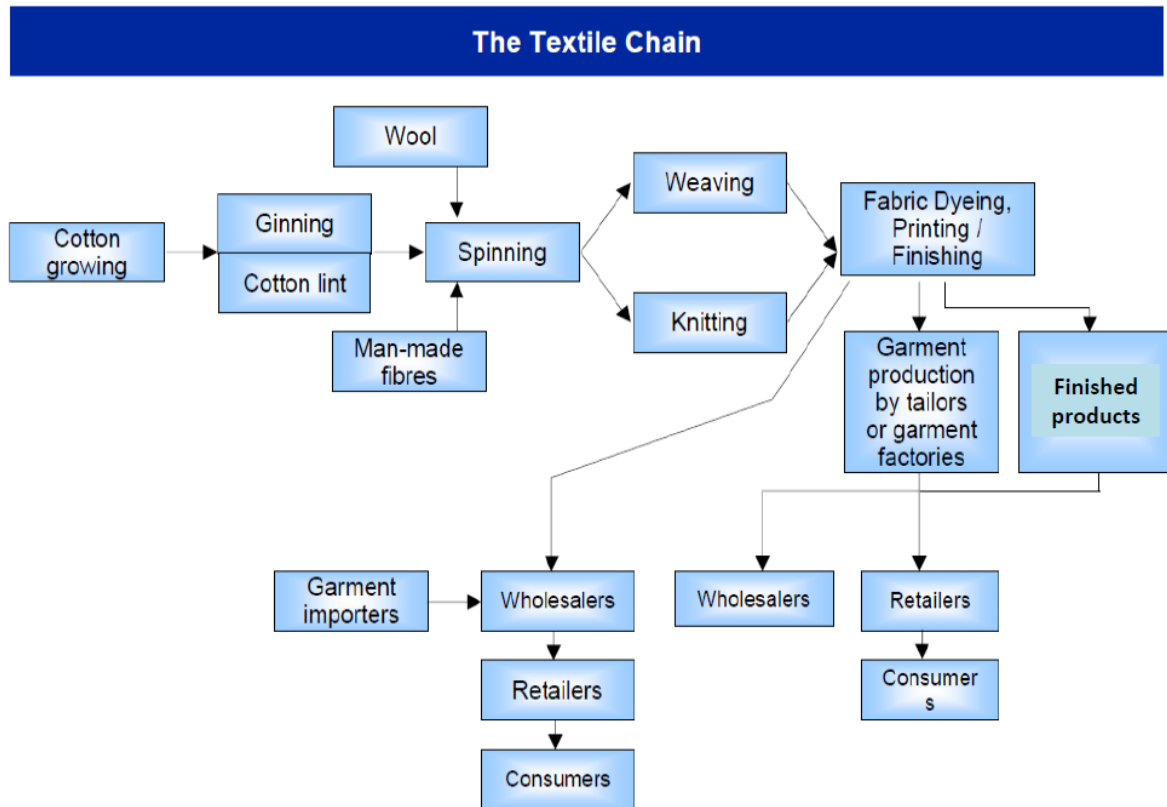 The Textile Chain
Wool
Weaving
Fabric Dyeing,
Printing /
Finishing
Cotton
growing
Ginning
Cotton lint
Spinning
Knitting
Man-made
fibres
Garment
production
by tailors
or garment
factories
Finished
products
Garment
importers
Wholesalers
Wholesalers
Retailers
Retailers
Consumer
s
Consumers